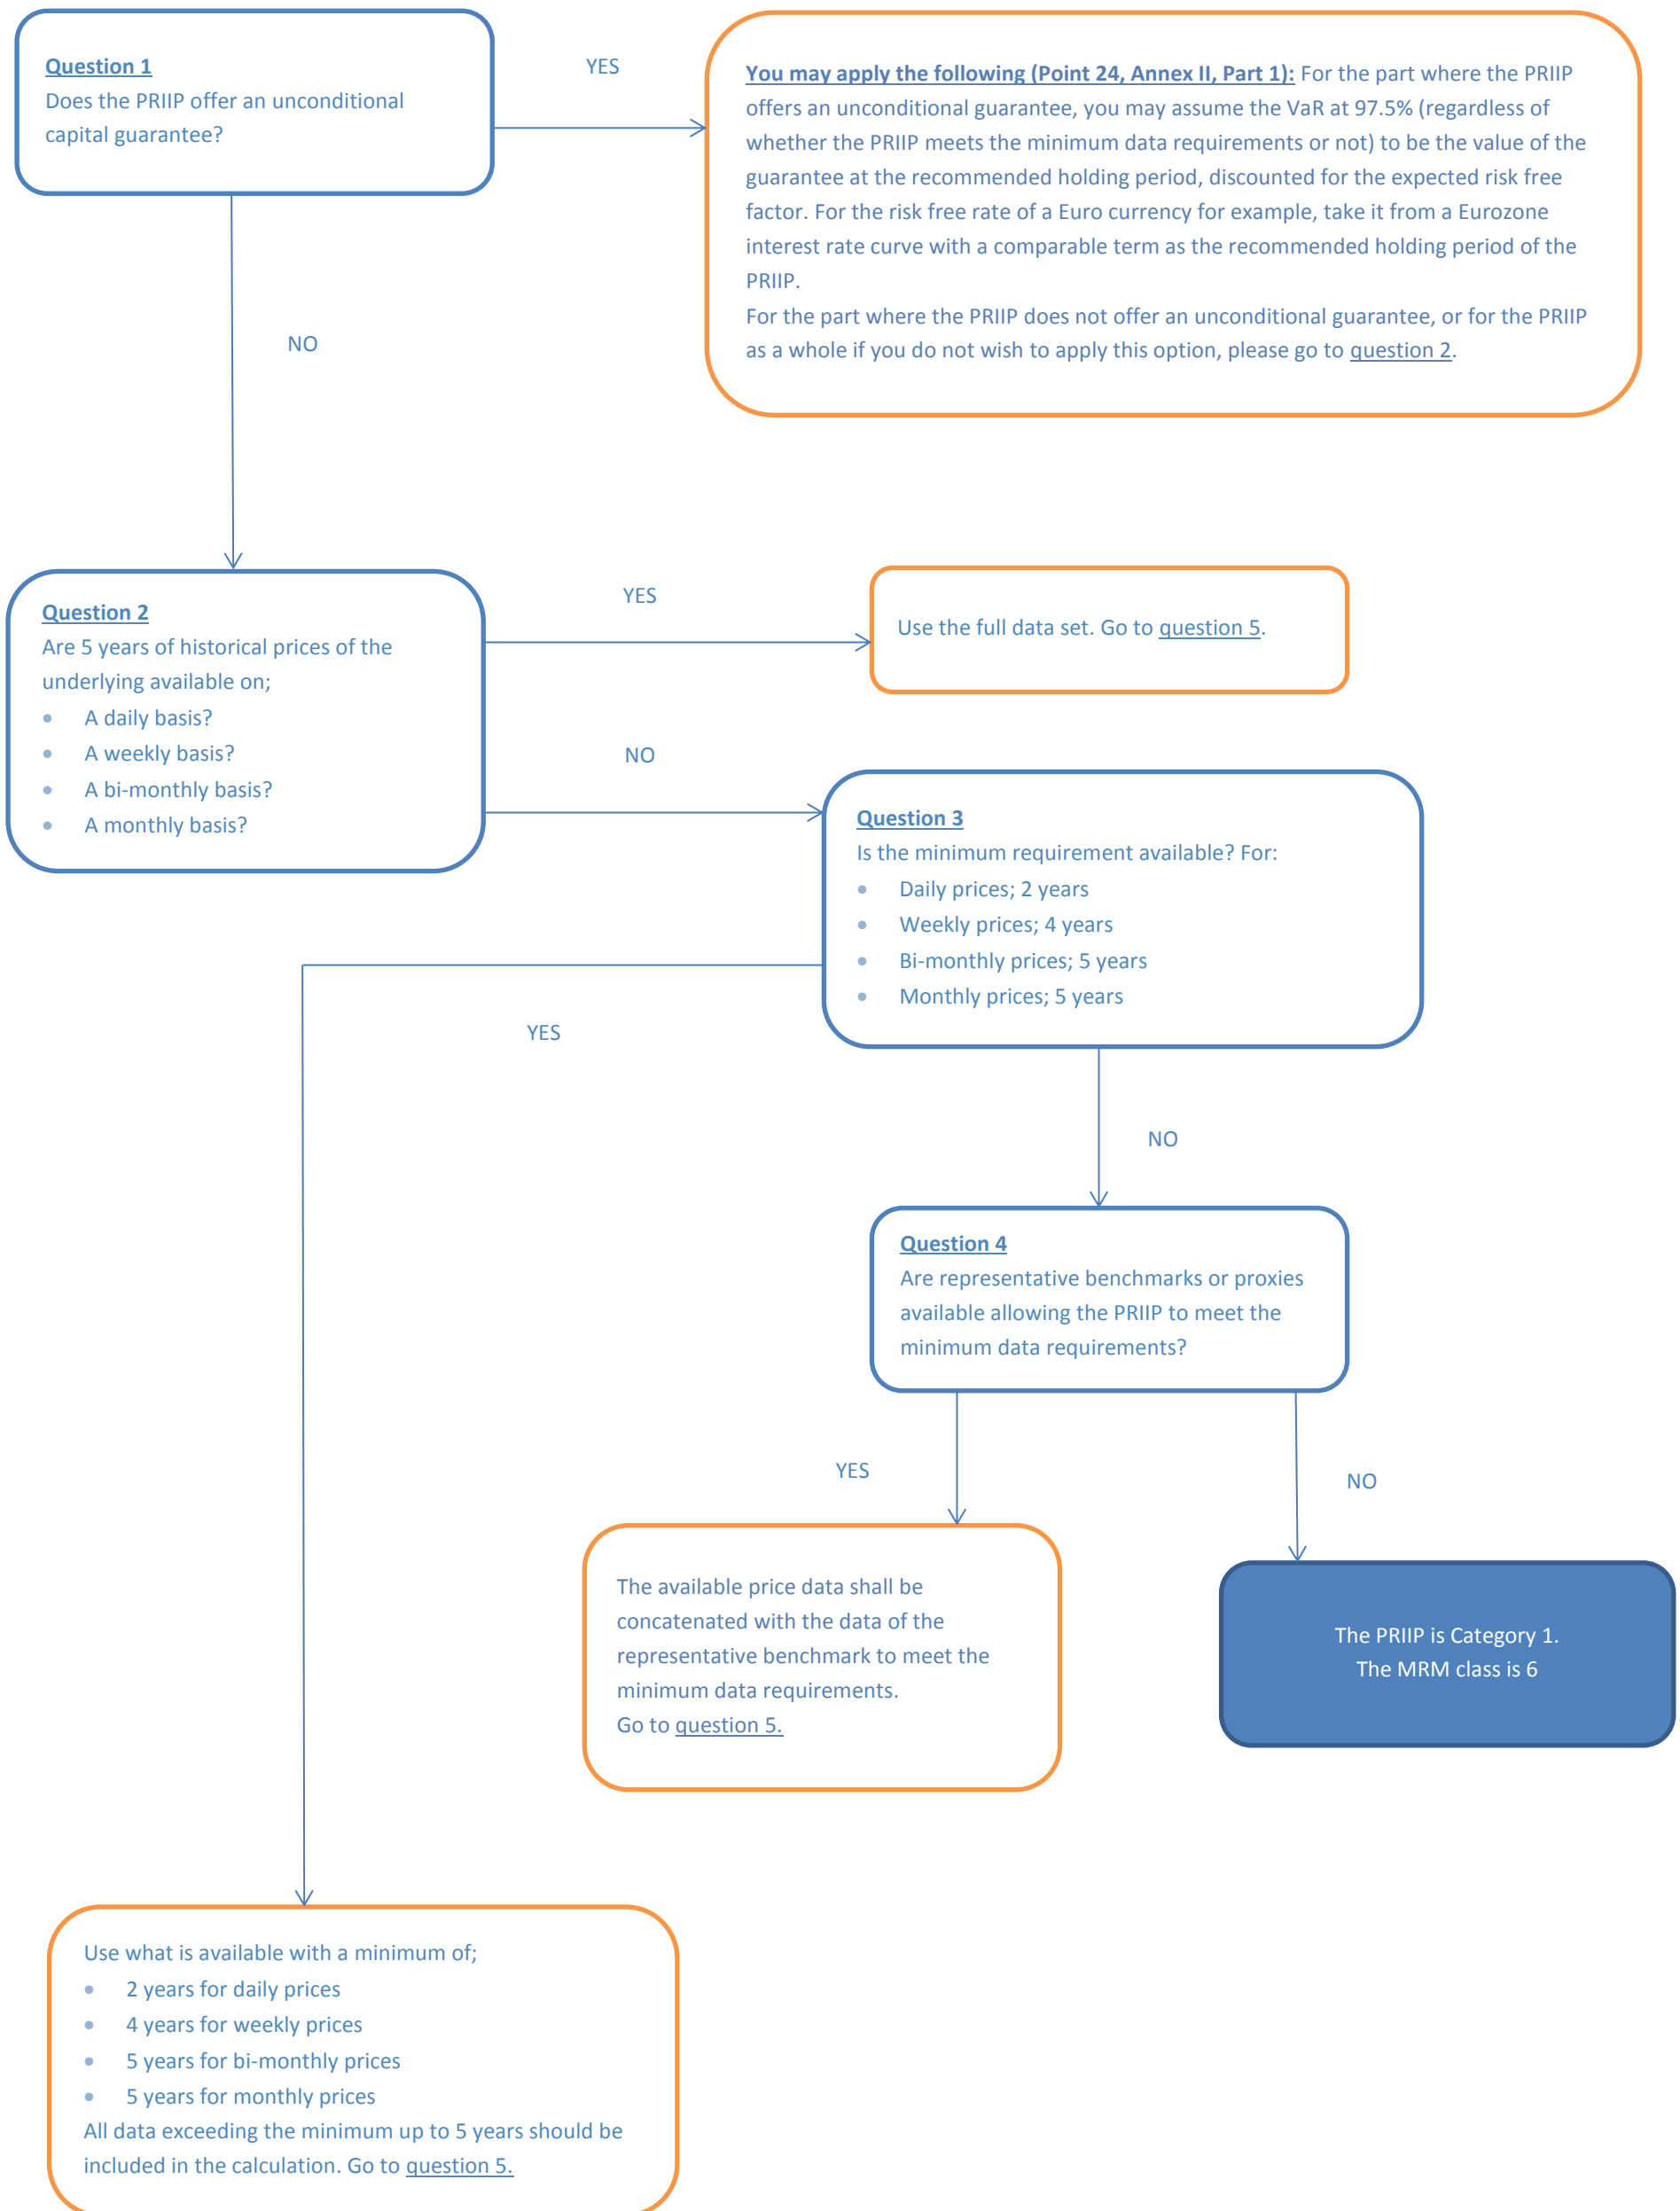 Question 1
Does the PRIIP offer an unconditional
capital guarantee?
YES
You may apply the following (Point 24, Annex II, Part 1): For the part where the PRIIP
offers an unconditional guarantee, you may assume the VaR at 97.5% (regardless of
whether the PRIIP meets the minimum data requirements or not) to be the value of the
guarantee at the recommended holding period, discounted for the expected risk free
factor. For the risk free rate of a Euro currency for example, take it from a Eurozone
interest rate curve with a comparable term as the recommended holding period of the
PRIIP.
For the part where the PRIIP does not offer an unconditional guarantee, or for the PRIIP
as a whole if you do not wish to apply this option, please go to question 2.
NO
Question 2
Are 5 years of historical prices of the
underlying available on;
• A daily basis?
• A weekly basis?
• A bi-monthly basis?
• A monthly basis?
YES
Use the full data set. Go to question 5.
NO
Question 3
Is the minimum requirement available? For:
• Daily prices; 2 years
• Weekly prices; 4 years
• Bi-monthly prices; 5 years
• Monthly prices; 5 years
YES
NO
Question 4
Are representative benchmarks or proxies
available allowing the PRIIP to meet the
minimum data requirements?
YES
NO
The available price data shall be
concatenated with the data of the
representative benchmark to meet the
minimum data requirements.
Go to question 5.
The PRIIP is Category 1.
The MRM class is 6
Use what is available with a minimum of;
• 2 years for daily prices
• 4 years for weekly prices
• 5 years for bi-monthly prices
• 5 years for monthly prices
All data exceeding the minimum up to 5 years should be
included in the calculation. Go to question 5.